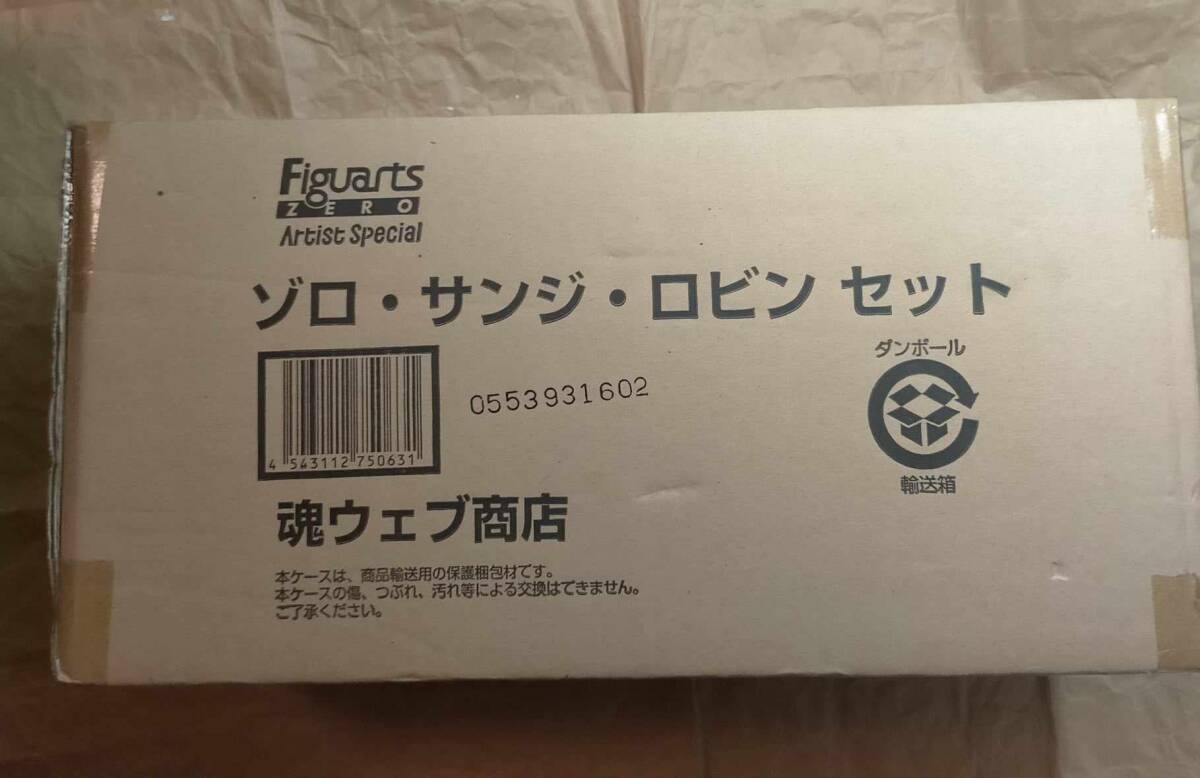 Figuarts
ZERO
Artist Special
ゾロ・サンジ・ロビン セット
ダンボール
0553931602
4 543112 750631
輸送箱
魂ウェブ商店
本ケースは、商品輸送用の保護梱包材です。
本ケースの傷、つぶれ、汚れ等による交換はできません。
ご了承ください。